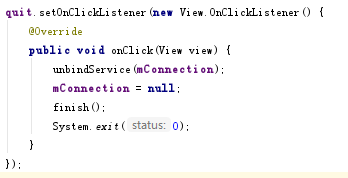 quit.setOnClickListener(new View.OnClickListener() {
    @Override
    public void onClick(View view) {
        unbindService(mConnection);
        mConnection = null;
        finish();
        System.exit( status: 0);
    }
});